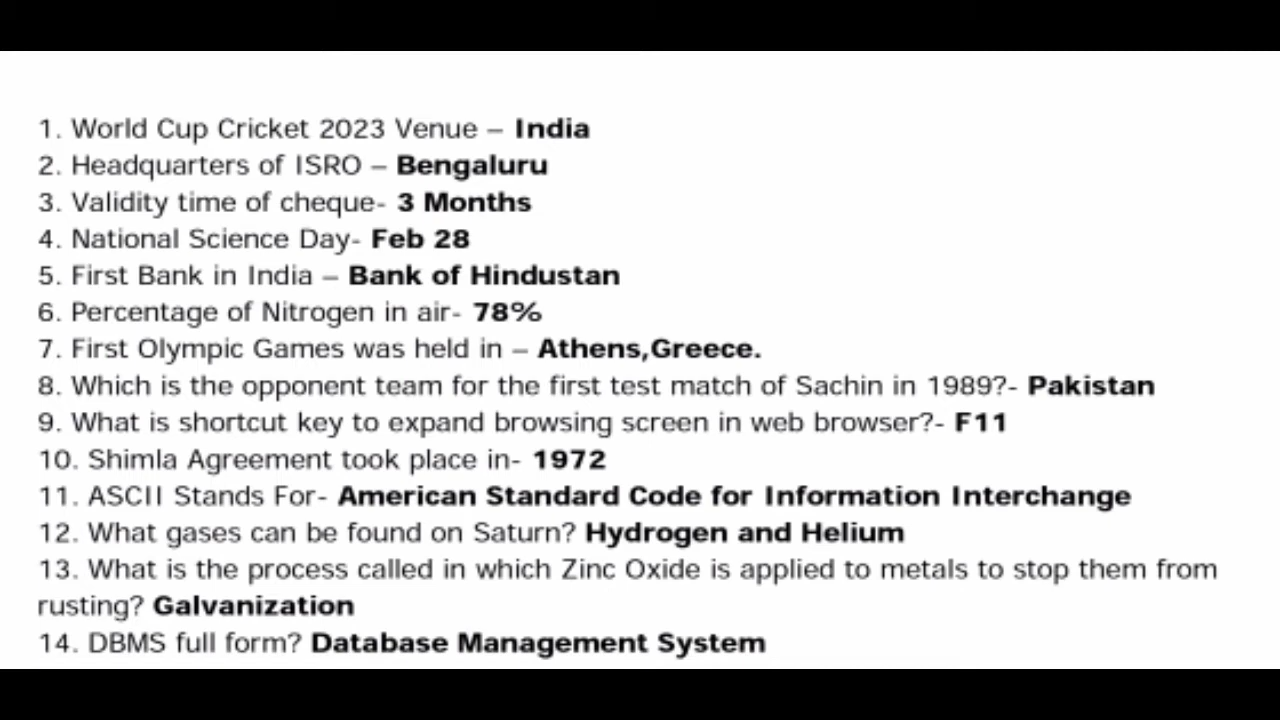 1. World Cup Cricket 2023 Venue – India
2. Headquarters of ISRO – Bengaluru
3. Validity time of cheque- 3 Months
4. National Science Day- Feb 28
5. First Bank in India – Bank of Hindustan
6. Percentage of Nitrogen in air- 78%
7. First Olympic Games was held in – Athens,Greece.
8. Which is the opponent team for the first test match of Sachin in 1989?- Pakistan
9. What is shortcut key to expand browsing screen in web browser?- F11
10. Shimla Agreement took place in- 1972
11. ASCII Stands For- American Standard Code for Information Interchange
12. What gases can be found on Saturn? Hydrogen and Helium
13. What is the process called in which Zinc Oxide is applied to metals to stop them from
rusting? Galvanization
14. DBMS full form? Database Management System